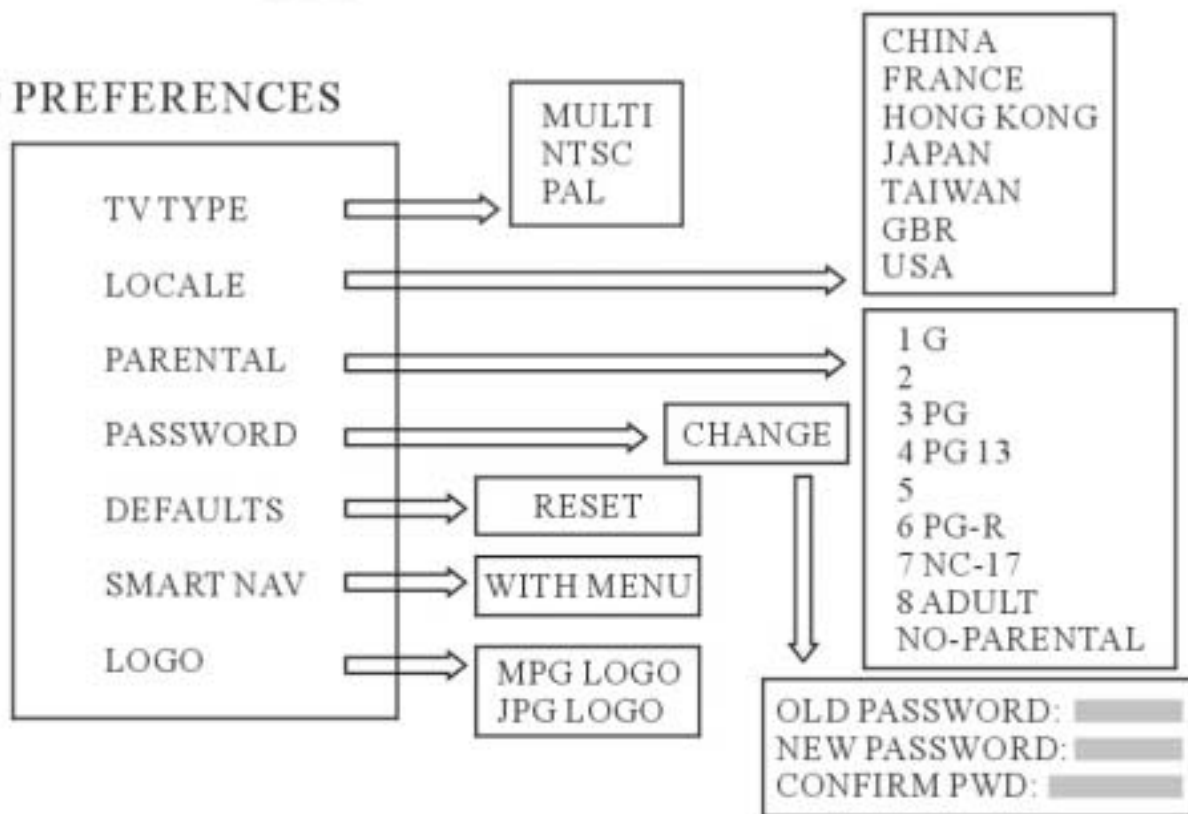 PREFERENCES
TV TYPE
LOCALE
PARENTAL
PASSWORD
DEFAULTS
SMART NAV
LOGO
MULTI
NTSC
PAL
CHINA
FRANCE
HONG KONG
JAPAN
TAIWAN
GBR
USA
1 G
2
3 PG
4 PG 13
5
6 PG-R
7 NC-17
8 ADULT
NO-PARENTAL
CHANGE
RESET
WITH MENU
MPG LOGO
JPG LOGO
OLD PASSWORD:
NEW PASSWORD:
CONFIRM PWD: